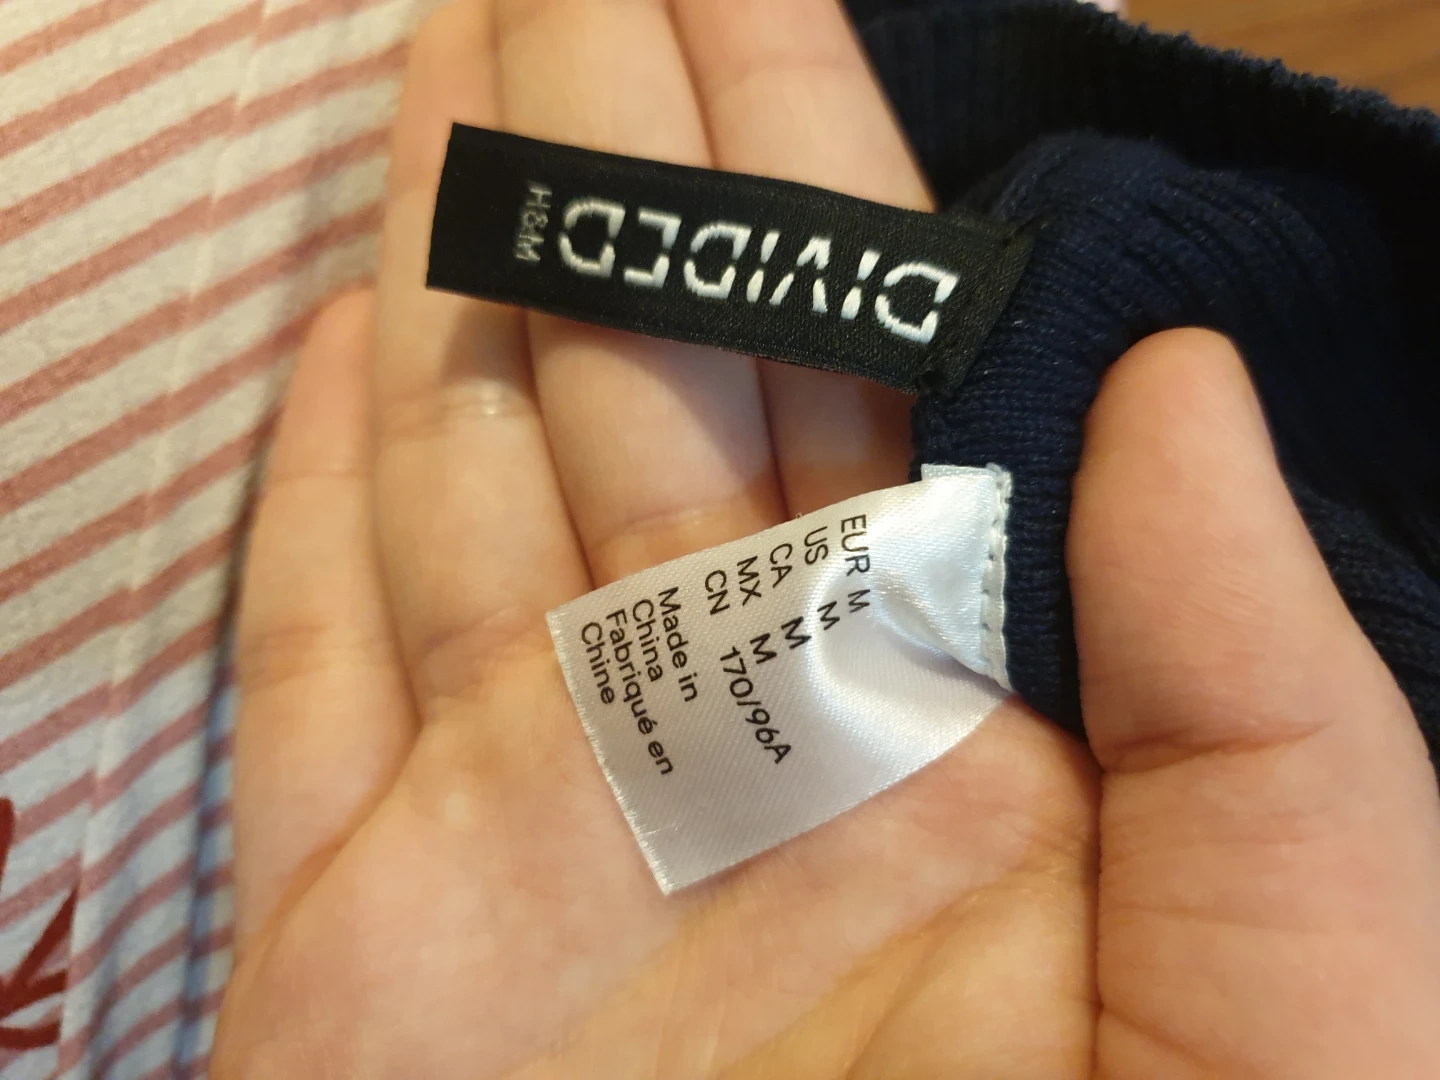 DIVIDED
H&M
EUR M
US M
CA M
MX M
CN 170/96A
Made in
China
Fabriqué en
Chine